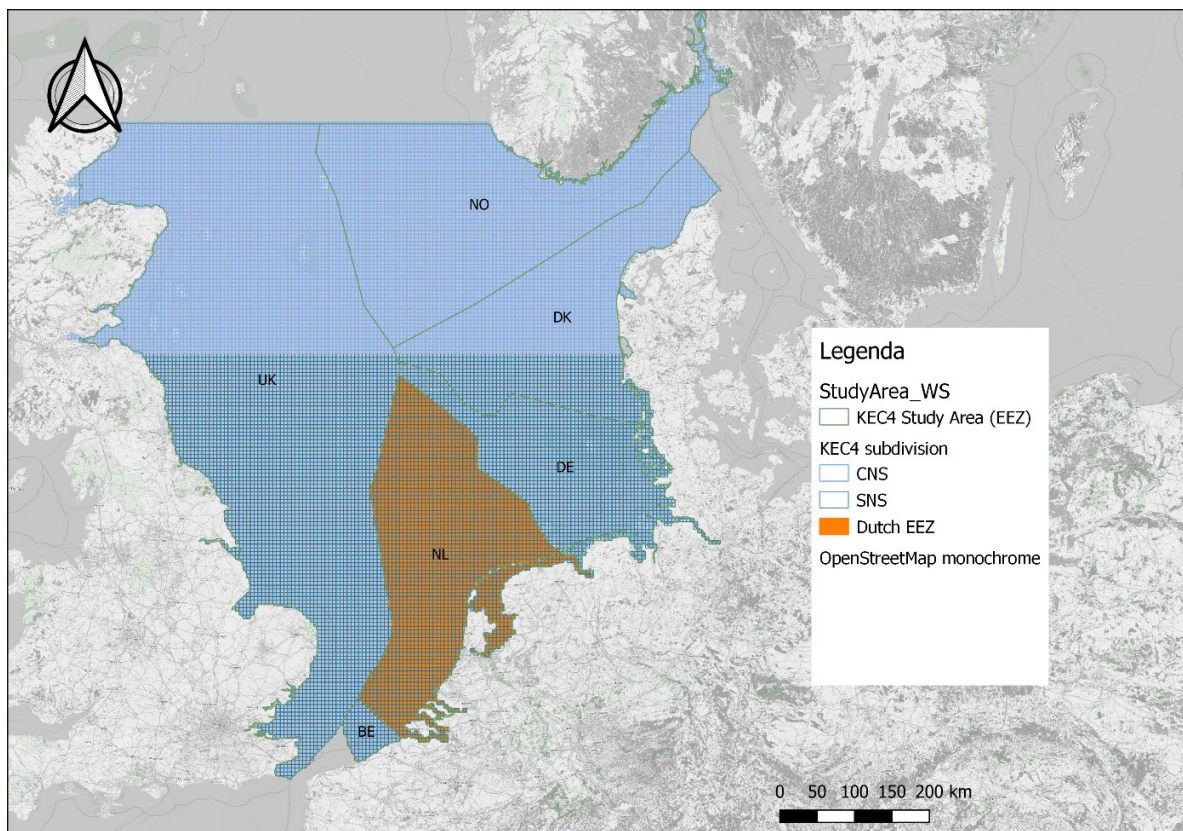 NO
DK
UK
DE
NL
BE
Legenda
StudyArea_WS
KEC4 Study Area (EEZ)
KEC4 subdivision
CNS
SNS
Dutch EEZ
OpenStreetMap monochrome
0 50 100 150 200 km